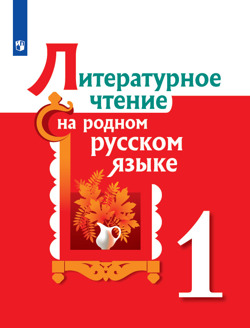 Литературное
чтение
на родном
русском
языке
1